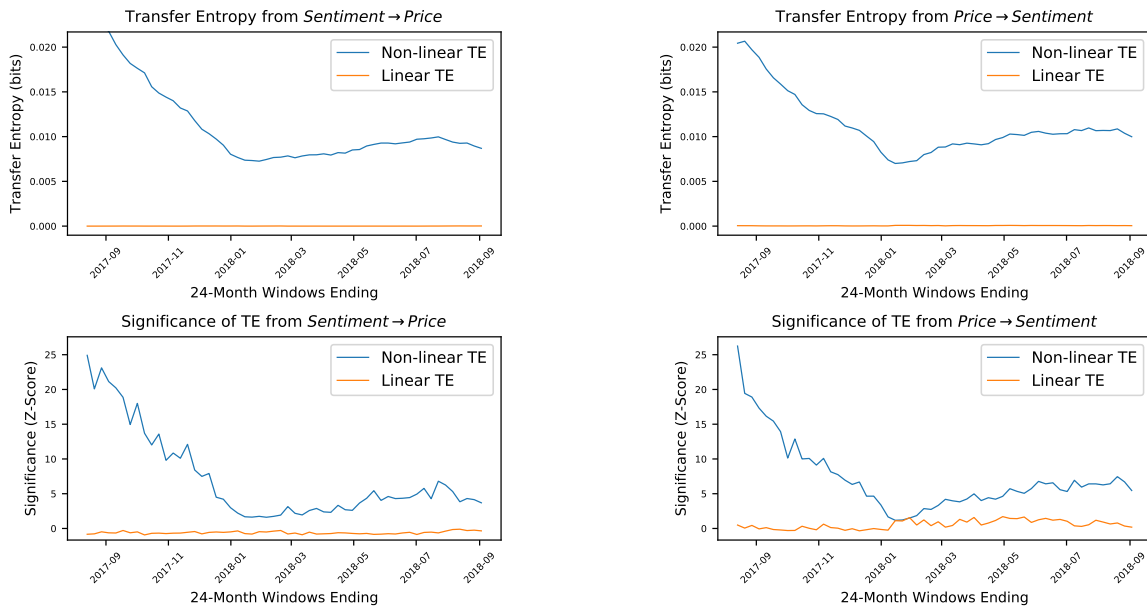 Transfer Entropy from Sentiment → Price
Transfer Entropy (bits)
0.020
0.015
0.010
0.005
0.000
Non-linear TE
Linear TE
2017-09
2017-11
2018-01
2018-03
2018-05
2018-07
2018-09
24-Month Windows Ending
Transfer Entropy from Price → Sentiment
Transfer Entropy (bits)
0.020
0.015
0.010
0.005
0.000
Non-linear TE
Linear TE
2017-09
2017-11
2018-01
2018-03
2018-05
2018-07
2018-09
24-Month Windows Ending
Significance of TE from Sentiment → Price
Significance (Z-Score)
25
20
15
10
5
0
Non-linear TE
Linear TE
2017-09
2017-11
2018-01
2018-03
2018-05
2018-07
2018-09
24-Month Windows Ending
Significance of TE from Price → Sentiment
Significance (Z-Score)
25
20
15
10
5
0
Non-linear TE
Linear TE
2017-09
2017-11
2018-01
2018-03
2018-05
2018-07
2018-09
24-Month Windows Ending